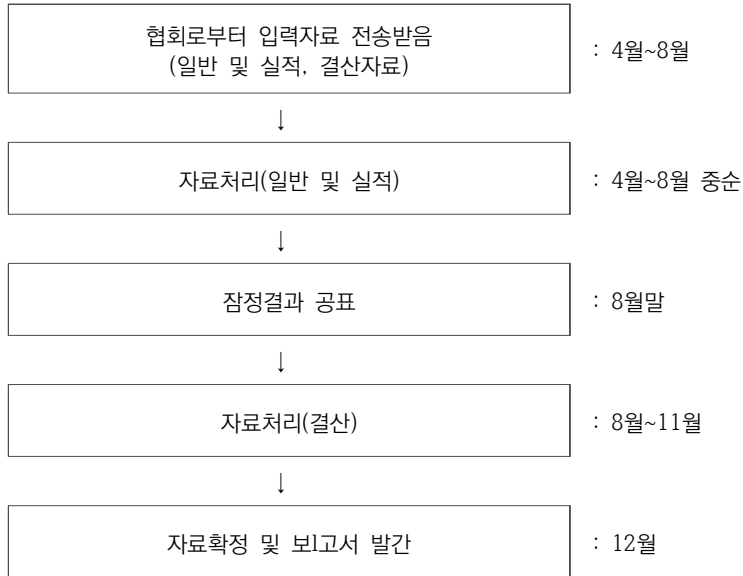 협회로부터 입력자료 전송받음
(일반 및 실적, 결산자료)
: 4월~8월
↓
자료처리(일반 및 실적)
: 4월~8월 중순
↓
잠정결과 공표
: 8월말
↓
자료처리(결산)
: 8월~11월
↓
자료확정 및 보l고서 발간
: 12월